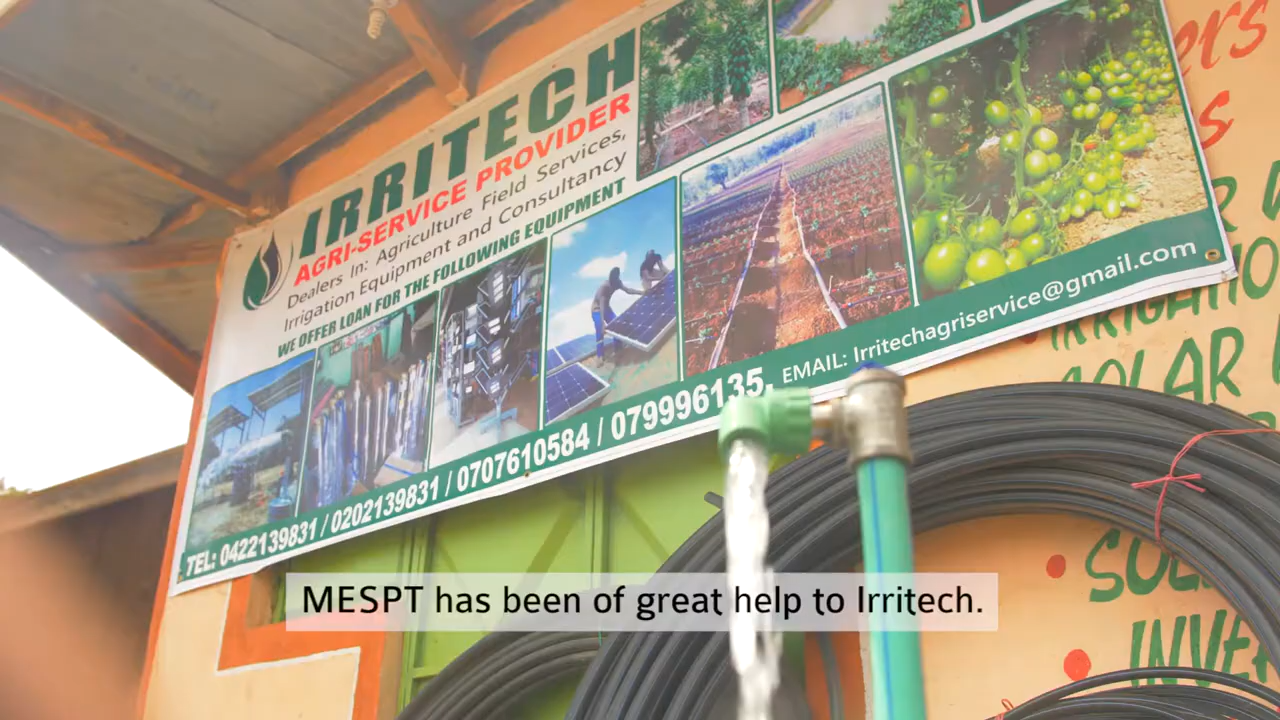 IRRITECH
AGRI-SERVICE PROVIDER
Dealers In: Agriculture Field Services,
Irrigation Equipment and Consultancy
WE OFFER LOAN FOR THE FOLLOWING EQUIPMENT
TEL: 0422139831 / 0202139831 / 0707610584 / 079996135,
EMAIL: Irritechagriservice@gmail.com
SOLAR
MESPT has been of great help to Irritech.